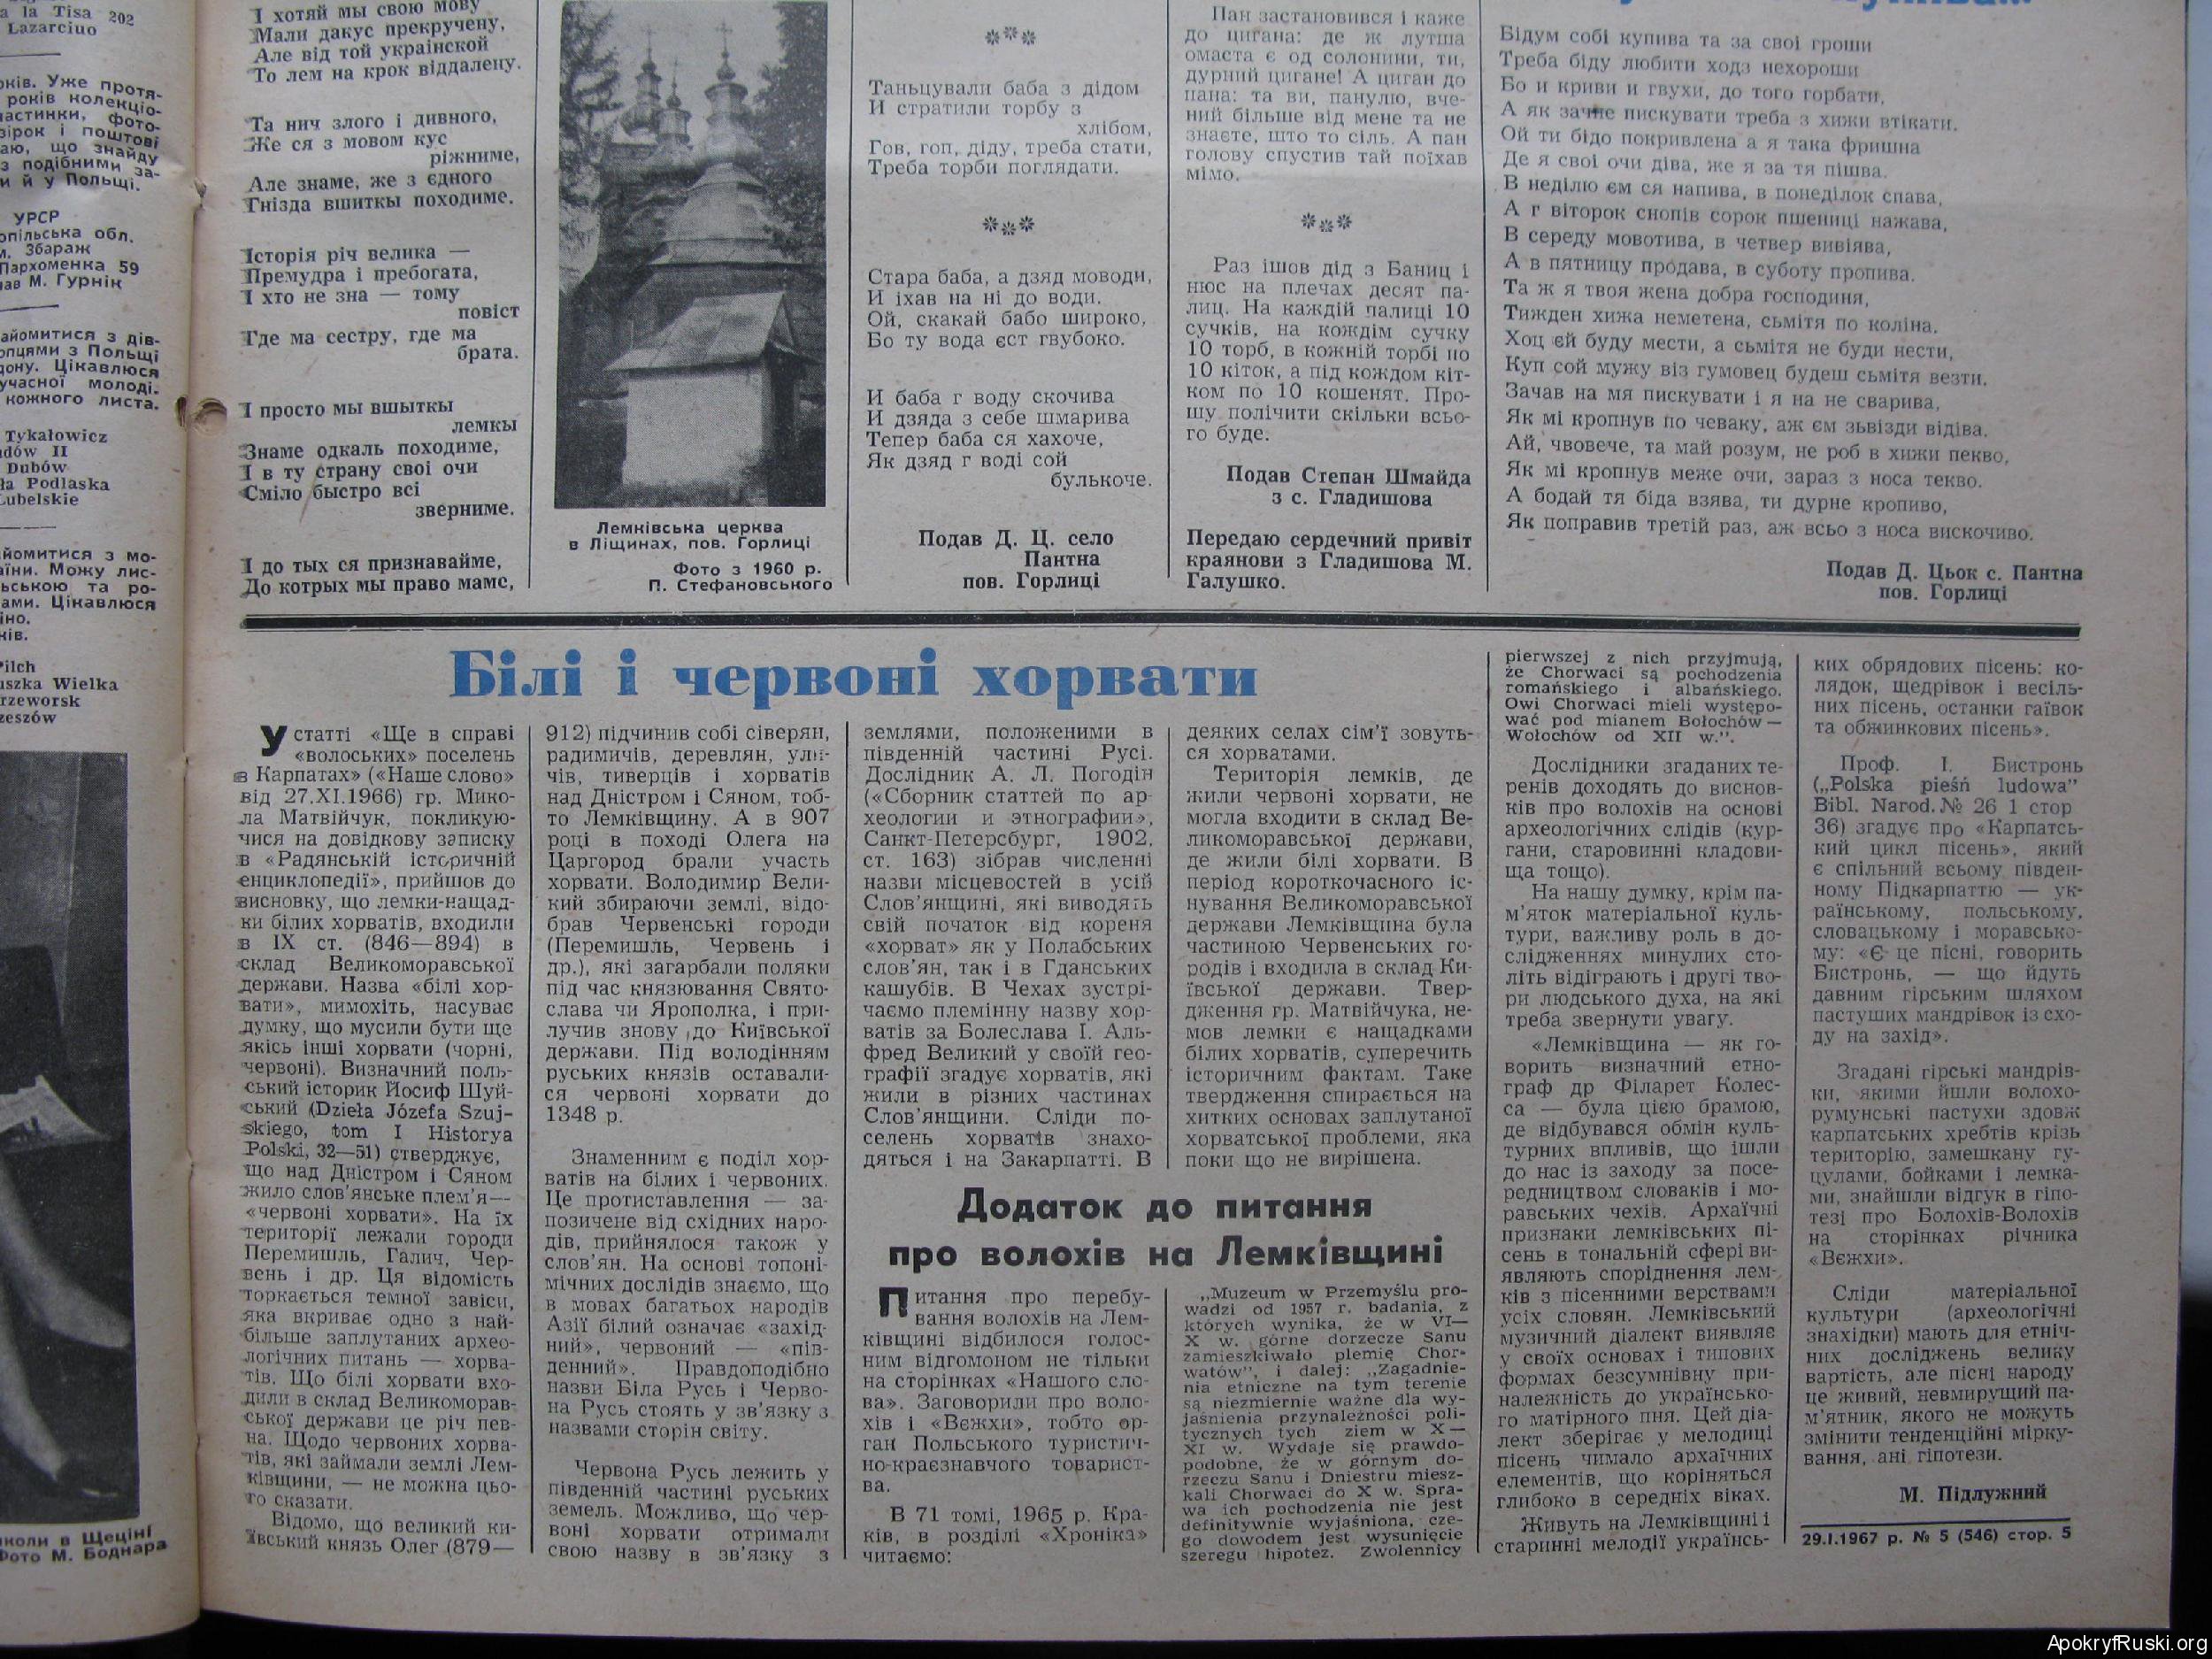 a la Tisa 202
Lazarciuo
УРСР
м. Збараж
Пархоменка 59
М. Гурнік
Tykałowicz
Dubów
Podlaska
Lubelskie
Pilch
Wielka
Фото М. Боднара
І хотяй мы свою мову
Мали дакус прекручену,
Але від той украінской
То лем на крок віддалену.
Та нич злого і дивного,
Же ся з мовом кус
ріжниме,
Але знаме, же з єдного
Гнізда вшиткы походиме.
Історія річ велика —
Премудра і пребогата,
І хто не зна — тому
повіст
Где ма сестру, где ма
брата.
І просто мы вшыткы
лемкы
Знаме одкаль походиме,
І в ту страну свої очи
Сміло быстро всі
зверниме.
І до тых ся признавайме,
До котрых мы право маме,
Лемківська церква
в Ліщинах, пов. Горлиці
Фото з 1960 р.
П. Стефановського
***
Таньцували баба з дідом
И стратили торбу з
хлібом,
Гов, гоп, діду, треба стати,
Треба торби поглядати.
***
Стара баба, а дзяд моводи,
И іхав на ні до води.
Ой, скакай бабо широко,
Бо ту вода єст гвубоко.
И баба г воду скочива
И дзяда з себе шмарива
Тепер баба ся хахоче,
Як дзяд г воді сой
булькоче.
Подав Д. Ц. село
Пантна
пов. Горлиці
Пан застановився і каже
до цигана: де ж лутша
омаста є од солонини, ти,
дурний цигане! А циган до
пана: та ви, панулю, вче-
ний більше від мене та не
знаєте, што то сіль. А пан
голову спустив тай поїхав
мімо.
***
Раз ішов дід з Баниц і
нюс на плечах десят па-
лиц. На каждій палиці 10
сучків, на кождім сучку
10 торб, в кожній торбі по
10 кіток, а під кождом кіт-
ком по 10 кошенят. Про-
шу полічити скільки всьо-
го буде.
Подав Степан Шмайда
з с. Гладишова
Передаю сердечний привіт
краянови з Гладишова М.
Галушко.
Бідум собі купива та за свої гроши
Треба біду любити ходз нехороши
Бо и криви и гвухи, до того горбати,
А як зачне пискувати треба з хижи втікати.
Ой ти бідо покривлена а я така фришна
Де я свої очи діва, же я за тя пішва.
В неділю єм ся напива, в понеділок спава,
А г віторок снопів сорок пшениці нажава,
В середу мовотива, в четвер вивіява,
А в пятницу продава, в суботу пропива.
Та ж я твоя жена добра господиня,
Тижден хижа неметена, сьмітя по коліна.
Хоц єй буду мести, а сьмітя не буди нести,
Куп сой мужу віз гумовец будеш сьмітя везти.
Зачав на мя пискувати і я на не сварива,
Як мі кропнув по чеваку, аж єм зьвізди відіва.
Ай, чвовече, та май розум, не роб в хижи пекво,
Як мі кропнув меже очи, зараз з носа текво.
А бодай тя біда взява, ти дурне кропиво,
Як поправив третій раз, аж всьо з носа вискочиво.
Подав Д. Цьок с. Пантна
пов. Горлиці
Білі і червоні хорвати
У статті «Ще в справі
«волоських» поселень
в Карпатах» («Наше слово»
від 27.XI.1966) гр. Мико-
ла Матвійчук, покликую-
чися на довідкову записку
в «Радянській історичній
енциклопедії», прийшов до
висновку, що лемки-нащад-
ки білих хорватів, входили
в IX ст. (846—894) в
склад Великоморавської
держави. Назва «білі хор-
вати», мимохіть, насуває
думку, що мусили бути ще
якісь інші хорвати (чорні,
червоні). Визначний поль-
ський історик Йосиф Шуй-
ський (Dzieła Józefa Szuj-
skiego, tom I Historya
Polski, 32—51) стверджує,
що над Дністром і Сяном
жило слов'янське плем'я—
«червоні хорвати». На їх
території лежали городи
Перемишль, Галич, Чер-
вень і др. Ця відомість
торкається темної завіси,
яка вкриває одно з най-
більше заплутаних архео-
логічних питань — хорва-
тів. Що білі хорвати вхо-
дили в склад Великоморав-
ської держави це річ пев-
на. Щодо червоних хорва-
тів, які займали землі Лем-
ківщини, — не можна цьо-
го сказати.
Відомо, що великий ки-
ївський князь Олег (879—
912) підчинив собі сіверян,
радимичів, деревлян, ули-
чів, тиверців і хорватів
над Дністром і Сяном, тоб-
то Лемківщину. А в 907
році в поході Олега на
Царгород брали участь
хорвати. Володимир Вели-
кий збираючи землі, відо-
брав Червенські городи
(Перемишль, Червень і
др.), які загарбали поляки
під час князювання Свято-
слава чи Ярополка, і при-
лучив знову до Київської
держави. Під володінням
руських князів оставали-
ся червоні хорвати до
1348 р.
Знаменним є поділ хор-
ватів на білих і червоних.
Це протиставлення — за-
позичене від східних наро-
дів, прийнялося також у
слов'ян. На основі топоні-
мічних дослідів знаємо, що
в мовах багатьох народів
Азії білий означає «захід-
ний», червоний — «пів-
денний». Правдоподібно
назви Біла Русь і Черво-
на Русь стоять у зв'язку з
назвами сторін світу.
Червона Русь лежить у
південній частині руських
земель. Можливо, що чер-
воні хорвати отримали
свою назву в зв'язку з
землями, положеними в
південній частині Русі.
Дослідник А. Л. Погодін
(«Сборник статтей по ар-
хеологии и этнографии»,
Санкт-Петерсбург, 1902,
ст. 163) зібрав численні
назви місцевостей в усій
Слов'янщині, які виводять
свій початок від кореня
«хорват» як у Полабських
слов'ян, так і в Гданських
кашубів. В Чехах зустрі-
чаємо племінну назву хор-
ватів за Болеслава І. Аль-
фред Великий у своїй гео-
графії згадує хорватів, які
жили в різних частинах
Слов'янщини. Сліди по-
селень хорватів знахо-
дяться і на Закарпатті. В
деяких селах сім'ї зовуть-
ся хорватами.
Територія лемків, де
жили червоні хорвати, не
могла входити в склад Ве-
ликоморавської держави,
де жили білі хорвати. В
період короткочасного іс-
нування Великоморавської
держави Лемківщина була
частиною Червенських го-
родів і входила в склад Ки-
ївської держави. Твер-
дження гр. Матвійчука, не-
мов лемки є нащадками
білих хорватів, суперечить
історичним фактам. Таке
твердження спирається на
хитких основах заплутаної
хорватської проблеми, яка
поки що не вирішена.
Додаток до питання
про волохів на Лемківщині
Питання про перебу-
вання волохів на Лем-
ківщині відбилося голос-
ним відгомоном не тільки
на сторінках «Нашого сло-
ва». Заговорили про воло-
хів і «Вєжхи», тобто ор-
ган Польського туристич-
но-краєзнавчого товарист-
ва.
В 71 томі, 1965 р. Кра-
ків, в розділі «Хроніка»
читаємо:
„Muzeum w Przemyślu pro-
wadzi od 1957 r. badania, z
których wynika, że w VI—
X w. górne dorzecze Sanu
zamieszkiwało plemię Chor-
watów", i dalej: „Zagadnie-
nia etniczne na tym terenie
są niezmiernie ważne dla wy-
jaśnienia przynależności poli-
tycznych tych ziem w X—
XI w. Wydaje się prawdo-
podobne, że w górnym do-
rzeczu Sanu i Dniestru miesz-
kali Chorwaci do X w. Spra-
wa ich pochodzenia nie jest
definitywnie wyjaśniona, cze-
go dowodem jest wysunięcie
szeregu hipotez. Zwolennicy
pierwszej z nich przyjmują,
że Chorwaci są pochodzenia
romańskiego i albańskiego.
Owi Chorwaci mieli występo-
wać pod mianem Bołochów—
Wołochów od XII w.".
Дослідники згаданих те-
ренів доходять до виснов-
ків про волохів на основі
археологічних слідів (кур-
гани, старовинні кладови-
ща тощо).
На нашу думку, крім па-
м'яток матеріальної куль-
тури, важливу роль в до-
слідженнях минулих сто-
літь відіграють і другі тво-
ри людського духа, на які
треба звернути увагу.
«Лемківщина — як го-
ворить визначний етно-
граф др Філарет Колес-
са — була цією брамою,
де відбувався обмін куль-
турних впливів, що ішли
до нас із заходу за посе-
редництвом словаків і мо-
равських чехів. Архаїчні
признаки лемківських пі-
сень в тональній сфері ви-
являють споріднення лем-
ків з пісенними верствами
усіх словян. Лемківський
музичний діалект виявляє
у своїх основах і типових
формах безсумнівну при-
належність до українсько-
го матірного пня. Цей діа-
лект зберігає у мелодиці
пісень чимало архаїчних
елементів, що коріняться
глибоко в середніх віках.
Живуть на Лемківщині і
старинні мелодії українсь-
ких обрядових пісень: ко-
лядок, щедрівок і весіль-
них пісень, останки гаївок
та обжинкових пісень».
Проф. І. Бистронь
(„Polska pieśń ludowa"
Bibl. Narod. № 26 1 стор
36) згадує про «Карпатсь-
кий цикл пісень», який
є спільний всьому півден-
ному Підкарпаттю — ук-
раїнському, польському,
словацькому і моравсько-
му: «Є це пісні, говорить
Бистронь, — що йдуть
давним гірським шляхом
пастуших мандрівок із схо-
ду на захід».
Згадані гірські мандрів-
ки, якими йшли волохо-
румунські пастухи здовж
карпатських хребтів крізь
територію, замешкану гу-
цулами, бойками і лемка-
ми, знайшли відгук в гіпо-
тезі про Болохів-Волохів
на сторінках річника
«Вєжхи».
Сліди матеріальної
культури (археологічні
знахідки) мають для етніч-
них досліджень велику
вартість, але пісні народу
це живий, невмирущий па-
м'ятник, якого не можуть
змінити тенденційні мірку-
вання, ані гіпотези.
М. Підлужний
29.I.1967 р. № 5 (546) стор. 5
ApokryfRuski.org